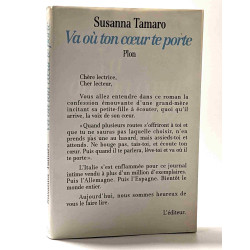 Susanna Tamaro
Va où ton cœur te porte
Plon
Chère lectrice,
Cher lecteur,
Vous allez entendre dans ce roman la
confession émouvante d'une grand-mère
incitant sa petite-fille à écouter, quoi qu'il
arrive, la voix de son cœur.
« Quand plusieurs routes s'offriront à toi et
que tu ne sauras pas laquelle choisir, n'en
prends pas une au hasard, mais assieds-toi et
attends. Ne bouge pas, tais-toi, et écoute ton
cœur. Puis quand il te parlera, lève-toi et va où il
te porte ».
L'Italie s'est enflammée pour ce journal
intime vendu à plus d'un million d'exemplaires.
Puis l'Allemagne. Puis l'Espagne. Bientôt le
monde entier.
Aujourd'hui, nous sommes heureux de
vous le faire lire.
L'éditeur.